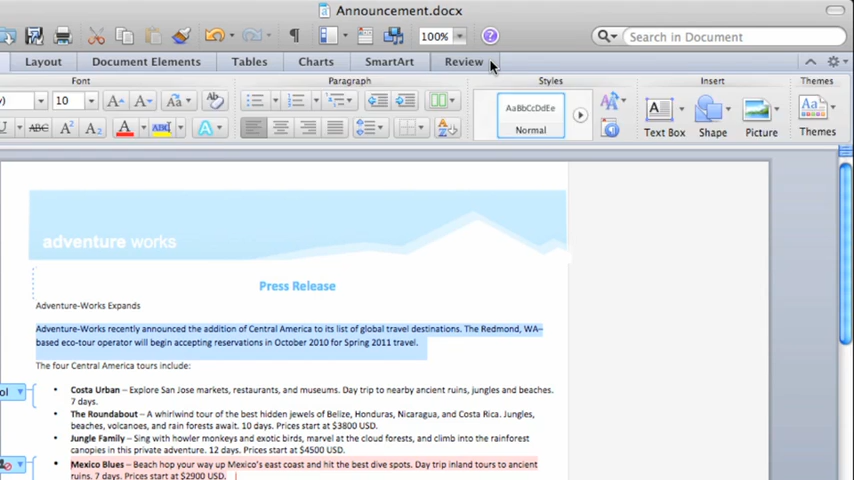 Announcement.docx
100%
Search in Document
Layout Document Elements Tables Charts SmartArt Review
Font Paragraph Styles Insert Themes
10 A A Aa
AaBbCcDdEe
Normal
Text Box Shape Picture Themes
ABC A² A₂ A ABC A
adventure works
Press Release
Adventure-Works Expands
Adventure-Works recently announced the addition of Central America to its list of global travel destinations. The Redmond, WA–
based eco-tour operator will begin accepting reservations in October 2010 for Spring 2011 travel.
The four Central America tours include:
• Costa Urban – Explore San Jose markets, restaurants, and museums. Day trip to nearby ancient ruins, jungles and beaches.
7 days.
• The Roundabout – A whirlwind tour of the best hidden jewels of Belize, Honduras, Nicaragua, and Costa Rica. Jungles,
beaches, volcanoes, and rain forests await. 10 days. Prices start at $3800 USD.
• Jungle Family – Sing with howler monkeys and exotic birds, marvel at the cloud forests, and climb into the rainforest
canopies in this private adventure. 12 days. Prices start at $4500 USD.
• Mexico Blues – Beach hop your way up Mexico's east coast and hit the best dive spots. Day trip inland tours to ancient
ruins. 7 days. Prices start at $2900 USD.